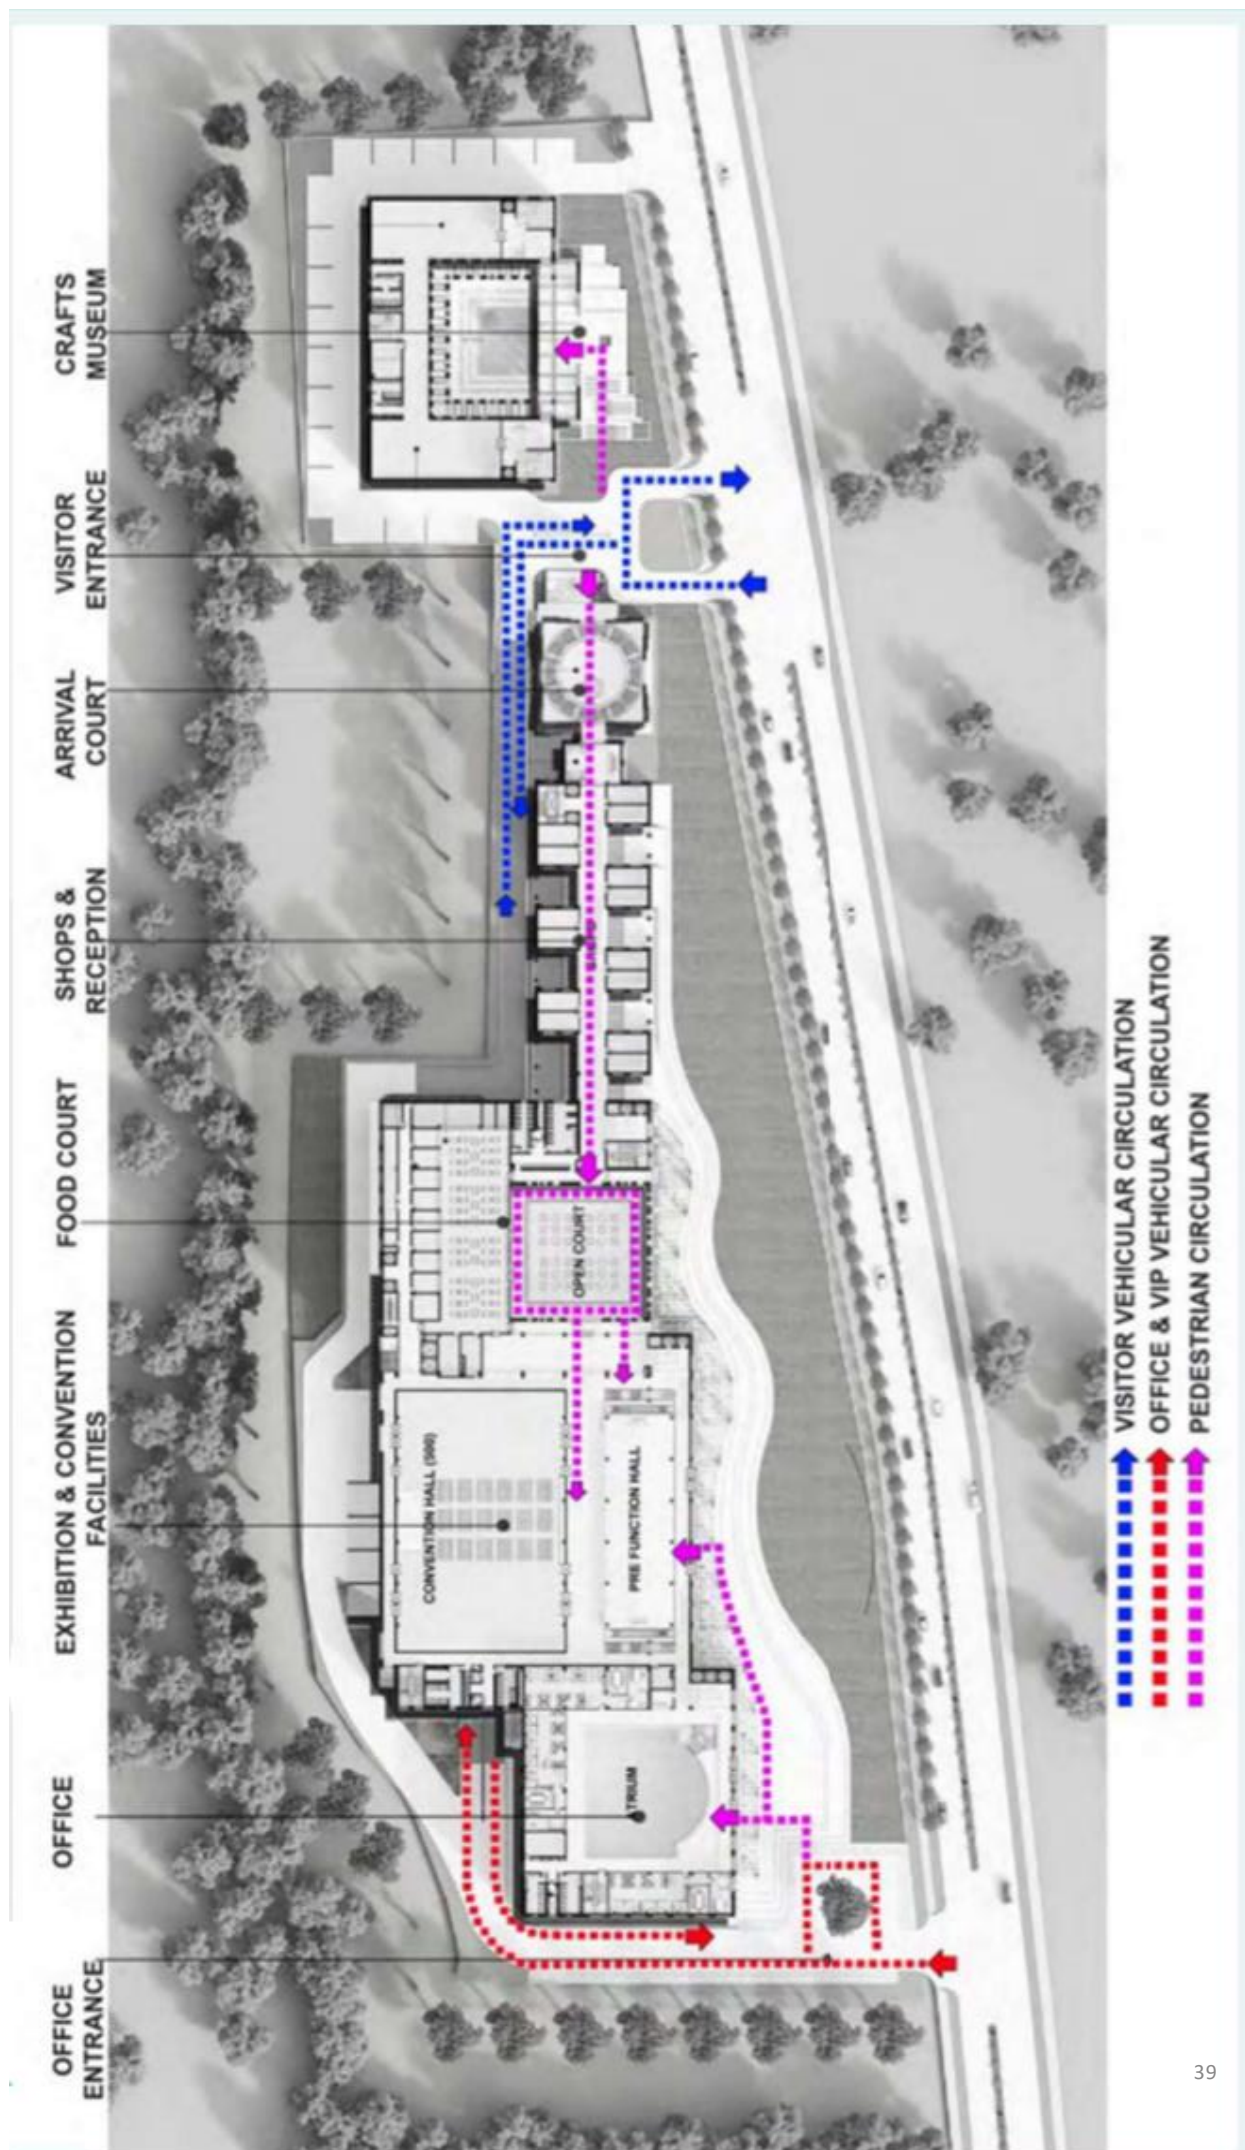 CRAFTS
MUSEUM
VISITOR
ENTRANCE
ARRIVAL
COURT
SHOPS &
RECEPTION
FOOD COURT
EXHIBITION & CONVENTION
FACILITIES
OFFICE
OFFICE
ENTRANCE
OPEN COURT
CONVENTION HALL (500)
PRE FUNCTION HALL
ATRIUM
VISITOR VEHICULAR CIRCULATION
OFFICE & VIP VEHICULAR CIRCULATION
PEDESTRIAN CIRCULATION
39